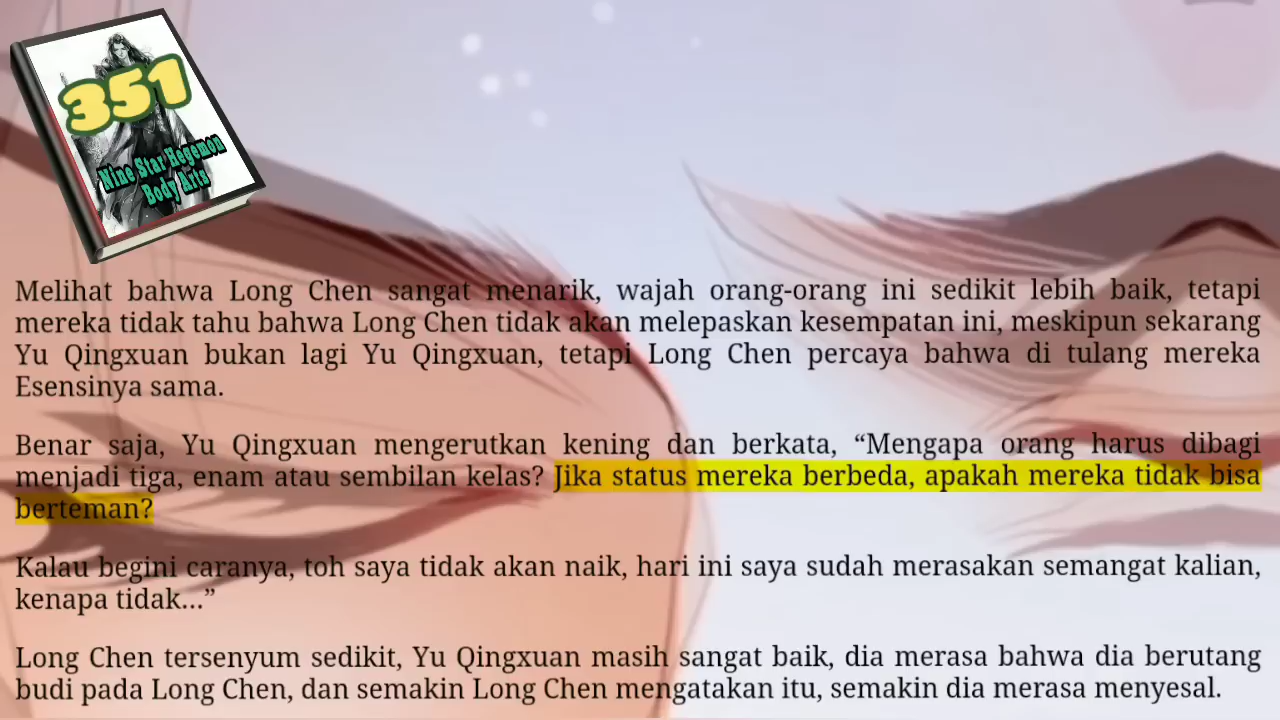 351
Nine Star Hegemon
Body Arts
Melihat bahwa Long Chen sangat menarik, wajah orang-orang ini sedikit lebih baik, tetapi
mereka tidak tahu bahwa Long Chen tidak akan melepaskan kesempatan ini, meskipun sekarang
Yu Qingxuan bukan lagi Yu Qingxuan, tetapi Long Chen percaya bahwa di tulang mereka
Esensinya sama.
Benar saja, Yu Qingxuan mengerutkan kening dan berkata, “Mengapa orang harus dibagi
menjadi tiga, enam atau sembilan kelas? Jika status mereka berbeda, apakah mereka tidak bisa
berteman?
Kalau begini caranya, toh saya tidak akan naik, hari ini saya sudah merasakan semangat kalian,
kenapa tidak...”
Long Chen tersenyum sedikit, Yu Qingxuan masih sangat baik, dia merasa bahwa dia berutang
budi pada Long Chen, dan semakin Long Chen mengatakan itu, semakin dia merasa menyesal.